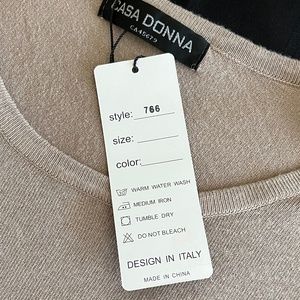 CASA DONNA
CA45679
style: 766
size:
color:
WARM WATER WASH
MEDIUM IRON
TUMBLE DRY
DO NOT BLEACH
DESIGN IN ITALY
MADE IN CHINA